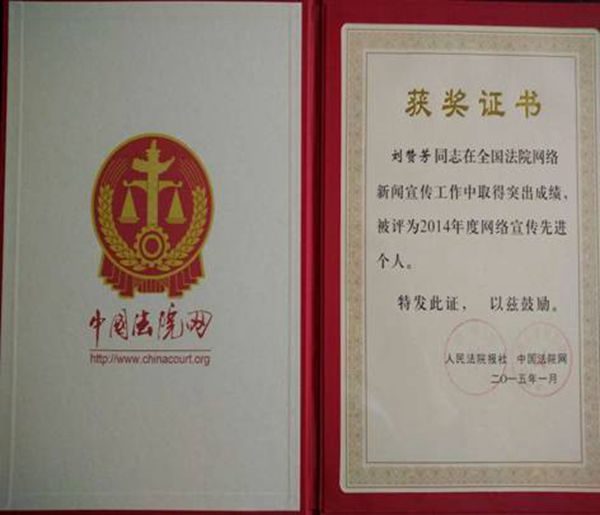 中国法院网
http://www.chinacourt.org
获奖证书
刘赞芳同志在全国法院网络
新闻宣传工作中取得突出成绩，
被评为2014年度网络宣传先进
个人。
特发此证，以兹鼓励。
人民法院报社 中国法院网
二〇一五年一月